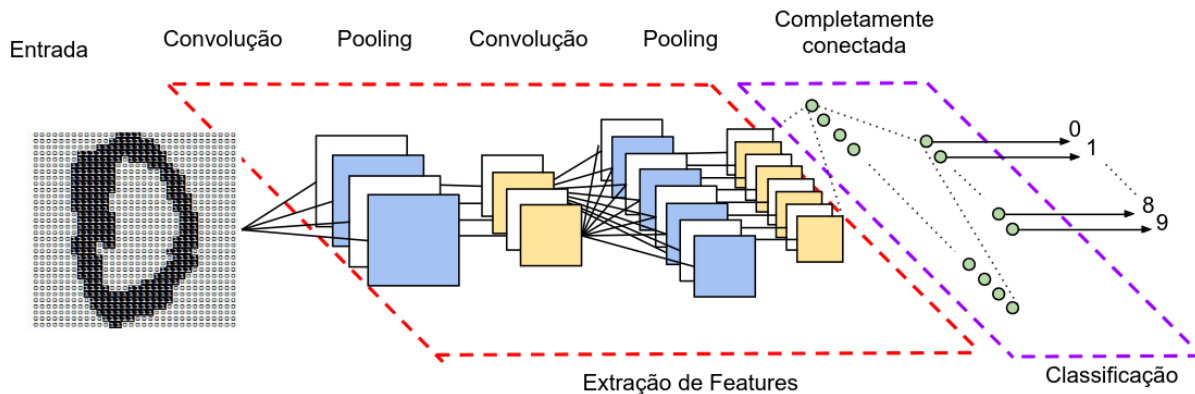 Entrada
Convolução
Pooling
Convolução
Pooling
Completamente
conectada
0
1
8
9
Extração de Features
Classificação